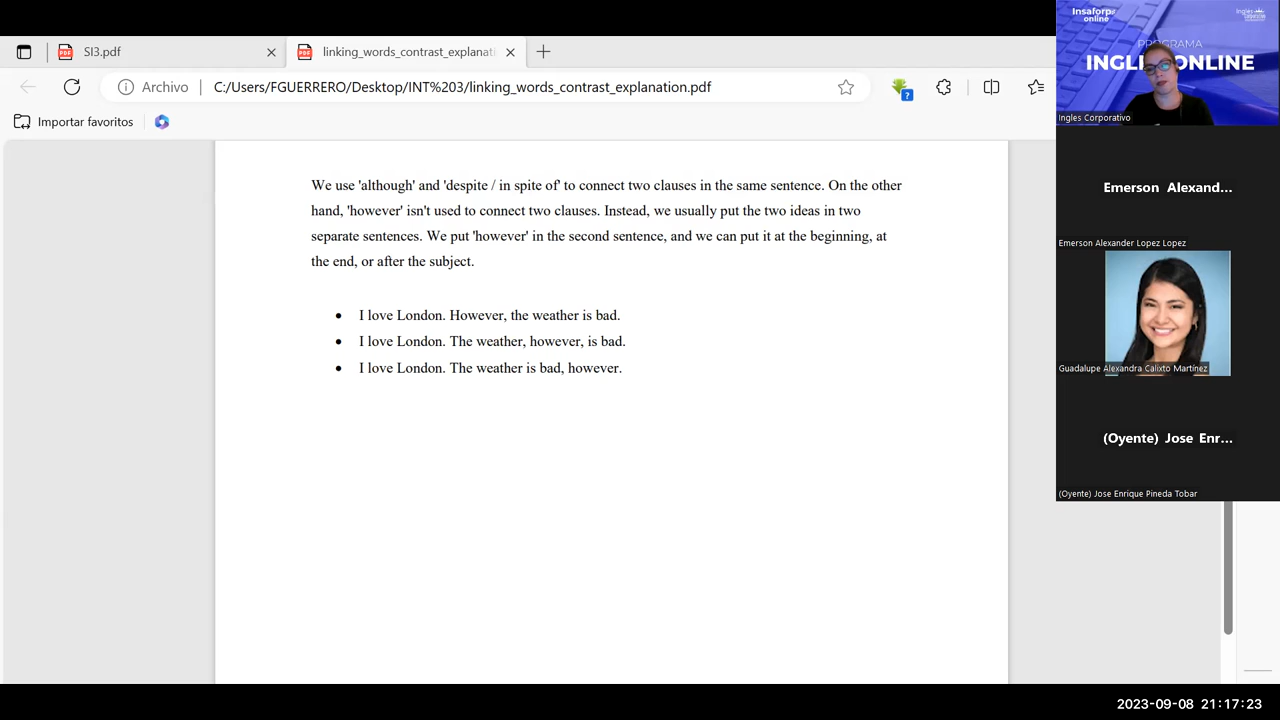 SI3.pdf
linking_words_contrast_explanati
Archivo
C:/Users/FGUERRERO/Desktop/INT%203/linking_words_contrast_explanation.pdf
Importar favoritos
We use 'although' and 'despite / in spite of' to connect two clauses in the same sentence. On the other
hand, 'however' isn't used to connect two clauses. Instead, we usually put the two ideas in two
separate sentences. We put 'however' in the second sentence, and we can put it at the beginning, at
the end, or after the subject.
• I love London. However, the weather is bad.
• I love London. The weather, however, is bad.
• I love London. The weather is bad, however.
Insaforp
online
PROGRAMA
Ingles Corporativo
Emerson Alexand...
Emerson Alexander Lopez Lopez
Guadalupe Alexandra Calixto Martínez
(Oyente) Jose Enr...
(Oyente) Jose Enrique Pineda Tobar
2023-09-08 21:17:23